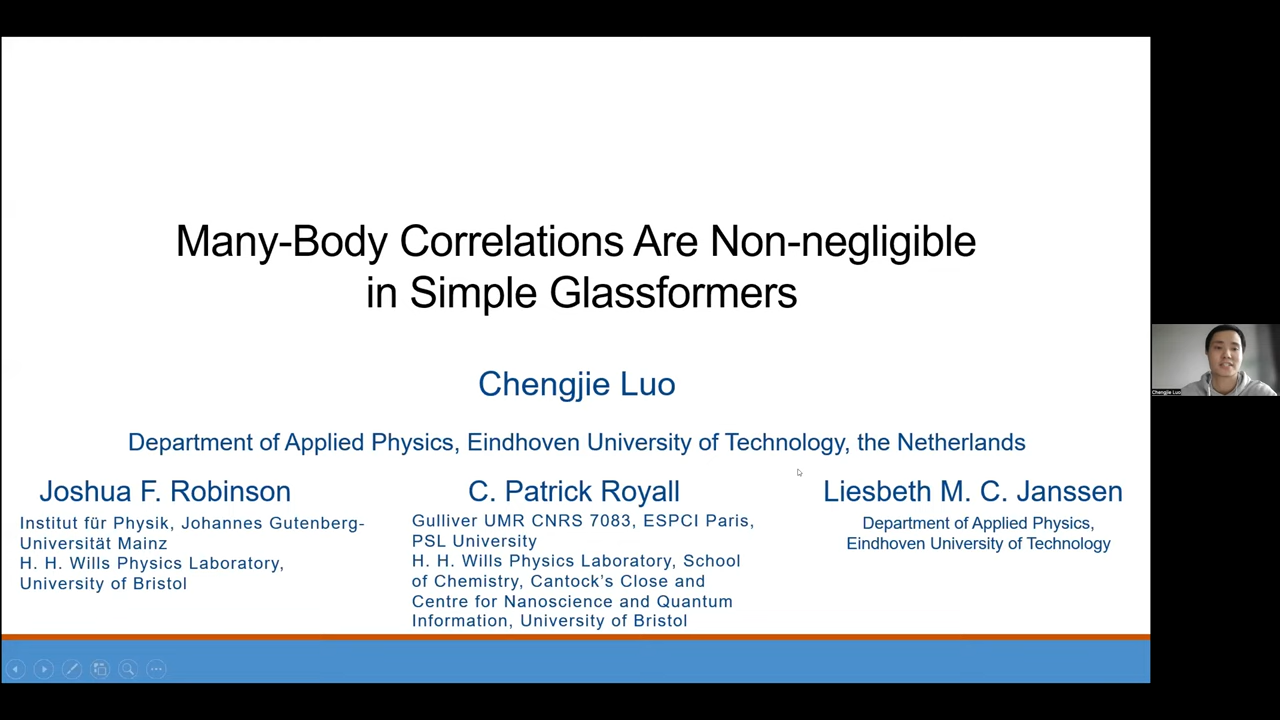 Many-Body Correlations Are Non-negligible
in Simple Glassformers
Chengjie Luo
Department of Applied Physics, Eindhoven University of Technology, the Netherlands
Joshua F. Robinson
Institut für Physik, Johannes Gutenberg-
Universität Mainz
H. H. Wills Physics Laboratory,
University of Bristol
C. Patrick Royall
Gulliver UMR CNRS 7083, ESPCI Paris,
PSL University
H. H. Wills Physics Laboratory, School
of Chemistry, Cantock’s Close and
Centre for Nanoscience and Quantum
Information, University of Bristol
Liesbeth M. C. Janssen
Department of Applied Physics,
Eindhoven University of Technology
Chengjie Luo